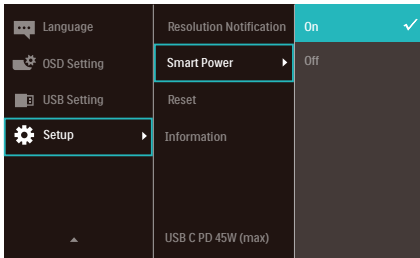 Language
OSD Setting
USB Setting
Setup
Resolution Notification
Smart Power
Reset
Information
USB C PD 45W (max)
On
Off